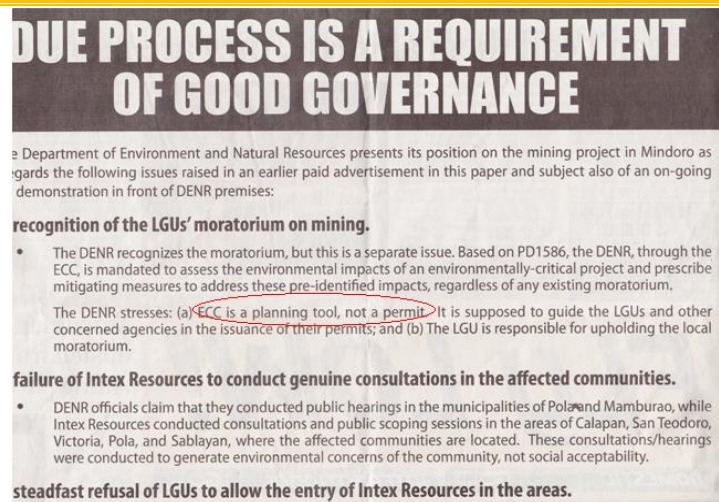 DUE PROCESS IS A REQUIREMENT
OF GOOD GOVERNANCE
e Department of Environment and Natural Resources presents its position on the mining project in Mindoro as
gards the following issues raised in an earlier paid advertisement in this paper and subject also of an on-going
demonstration in front of DENR premises:
recognition of the LGUs' moratorium on mining.
• The DENR recognizes the moratorium, but this is a separate issue. Based on PD1586, the DENR, through the
ECC, is mandated to assess the environmental impacts of an environmentally-critical project and prescribe
mitigating measures to address these pre-identified impacts, regardless of any existing moratorium.
The DENR stresses: (a) ECC is a planning tool, not a permit. It is supposed to guide the LGUs and other
concerned agencies in the issuance of their permits; and (b) The LGU is responsible for upholding the local
moratorium.
failure of Intex Resources to conduct genuine consultations in the affected communities.
• DENR officials claim that they conducted public hearings in the municipalities of Pola and Mamburao, while
Intex Resources conducted consultations and public scoping sessions in the areas of Calapan, San Teodoro,
Victoria, Pola, and Sablayan, where the affected communities are located. These consultations/hearings
were conducted to generate environmental concerns of the community, not social acceptability.
steadfast refusal of LGUs to allow the entry of Intex Resources in the areas.